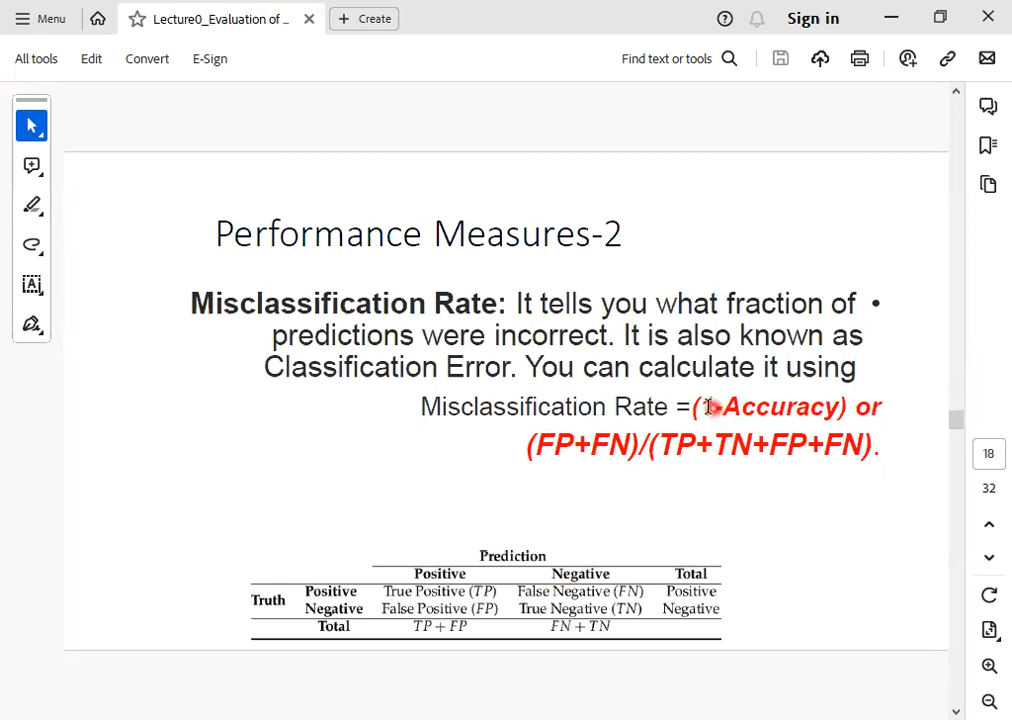 Menu
Lecture0_Evaluation of ...
Create
Sign in
All tools
Edit
Convert
E-Sign
Find text or tools
Performance Measures-2
Misclassification Rate: It tells you what fraction of •
predictions were incorrect. It is also known as
Classification Error. You can calculate it using
Misclassification Rate =(1-Accuracy) or
(FP+FN)/(TP+TN+FP+FN).
18
32
Prediction
Positive Negative Total
Truth Positive True Positive (TP) False Negative (FN) Positive
Negative False Positive (FP) True Negative (TN) Negative
Total TP + FP FN + TN